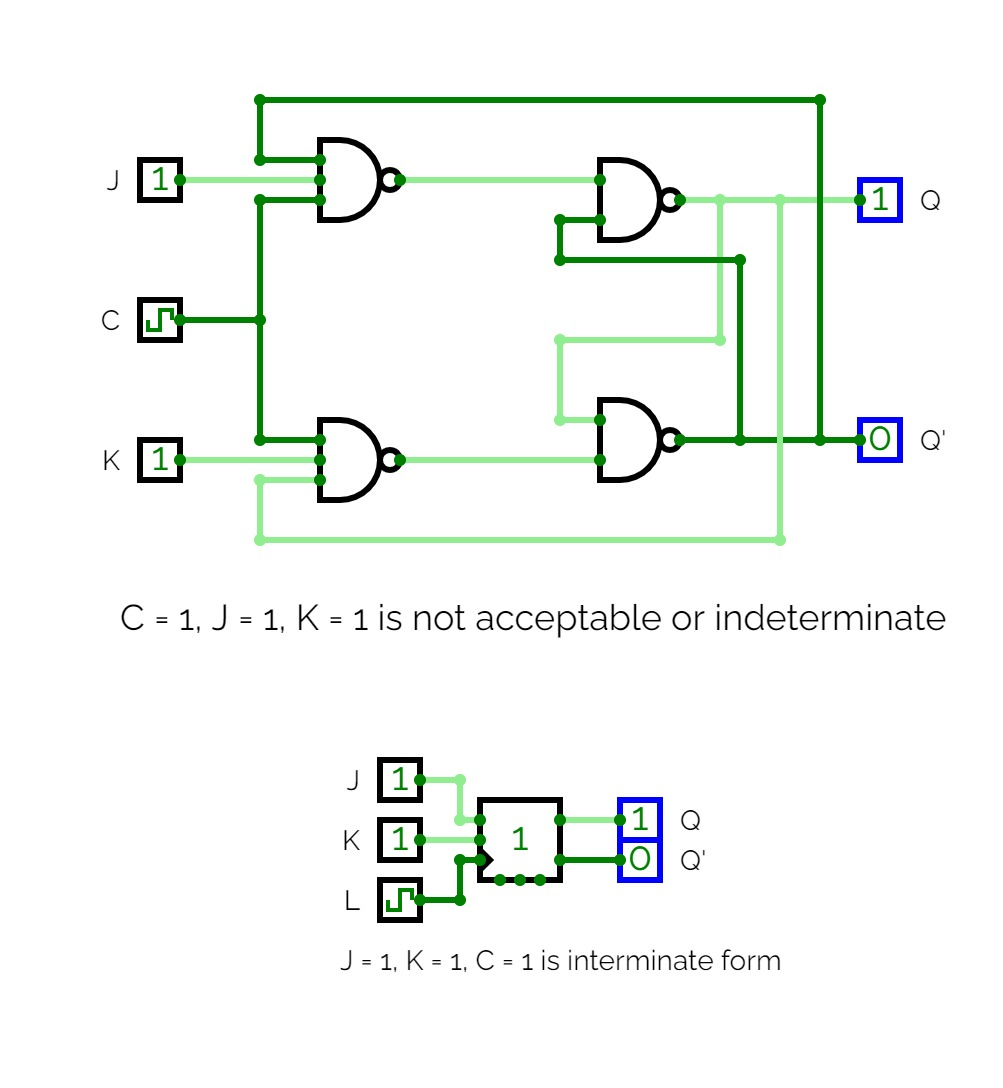 J 1
1 Q
C
K 1
0 Q'
C = 1, J = 1, K = 1 is not acceptable or indeterminate
J 1
K 1
1
1 Q
0 Q'
L
J = 1, K = 1, C = 1 is interminate form